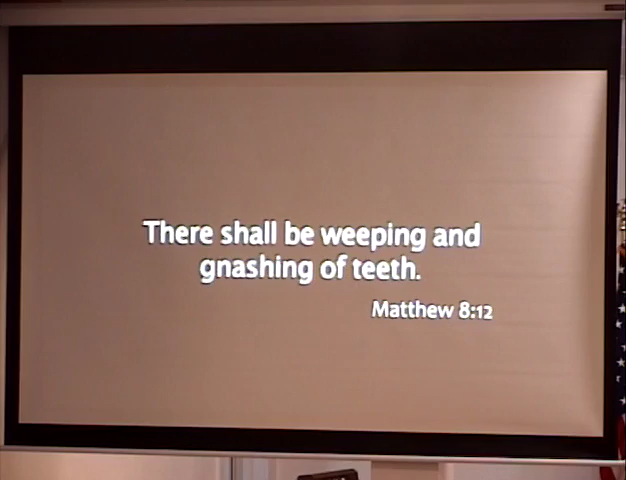 There shall be weeping and
gnashing of teeth.
Matthew 8:12